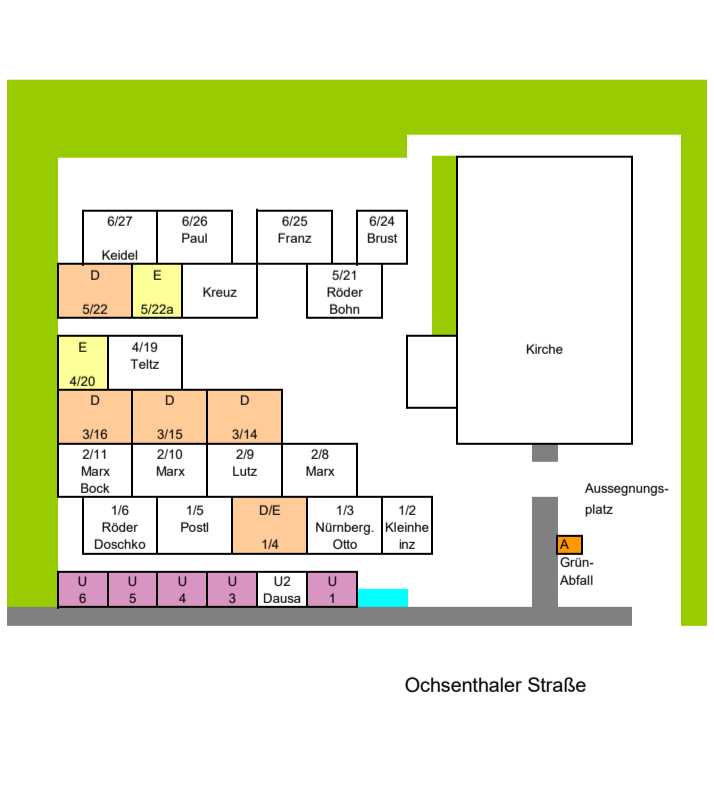 6/27
Keidel
6/26
Paul
6/25
Franz
6/24
Brust
D
5/22
E
5/22a
Kreuz
5/21
Röder
Bohn
E
4/20
4/19
Teltz
Kirche
D
3/16
D
3/15
D
3/14
2/11
Marx
Bock
2/10
Marx
2/9
Lutz
2/8
Marx
Aussegnungs-
platz
1/6
Röder
Doschko
1/5
Postl
D/E
1/4
1/3
Nürnberg.
Otto
1/2
Kleinhe
inz
A
Grün-
Abfall
U
6
U
5
U
4
U
3
U2
Dausa
U
1
Ochsenthaler Straße